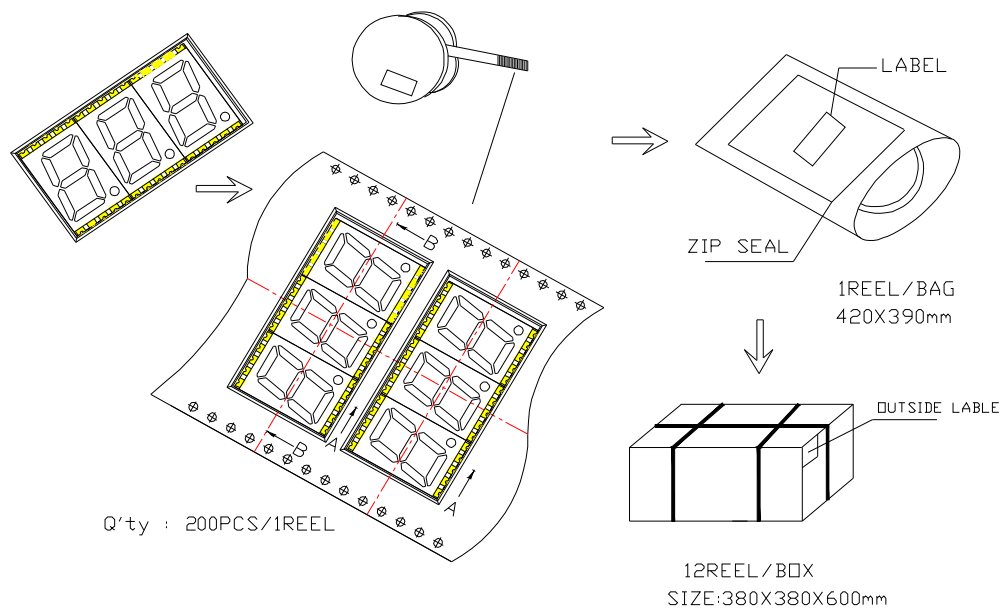 LABEL
ZIP SEAL
1REEL/BAG
420X390mm
B
A
B
A
Q'ty : 200PCS/1REEL
OUTSIDE LABLE
12REEL/BOX
SIZE:380X380X600mm